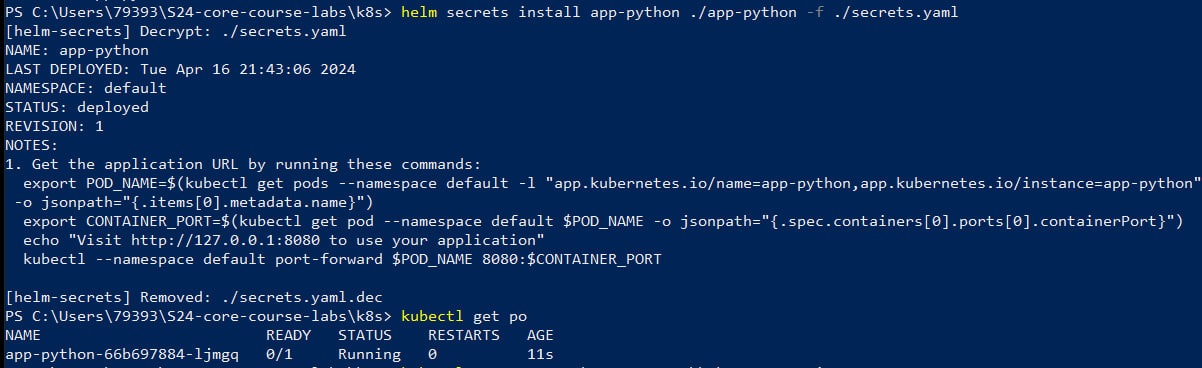 PS C:\Users\79393\S24-core-course-labs\k8s> helm secrets install app-python ./app-python -f ./secrets.yaml
[helm-secrets] Decrypt: ./secrets.yaml
NAME: app-python
LAST DEPLOYED: Tue Apr 16 21:43:06 2024
NAMESPACE: default
STATUS: deployed
REVISION: 1
NOTES:
1. Get the application URL by running these commands:
  export POD_NAME=$(kubectl get pods --namespace default -l "app.kubernetes.io/name=app-python,app.kubernetes.io/instance=app-python"
 -o jsonpath="{.items[0].metadata.name}")
  export CONTAINER_PORT=$(kubectl get pod --namespace default $POD_NAME -o jsonpath="{.spec.containers[0].ports[0].containerPort}")
  echo "Visit http://127.0.0.1:8080 to use your application"
  kubectl --namespace default port-forward $POD_NAME 8080:$CONTAINER_PORT
[helm-secrets] Removed: ./secrets.yaml.dec
PS C:\Users\79393\S24-core-course-labs\k8s> kubectl get po
NAME                         READY   STATUS    RESTARTS   AGE
app-python-66b697884-ljmgq   0/1     Running   0          11s